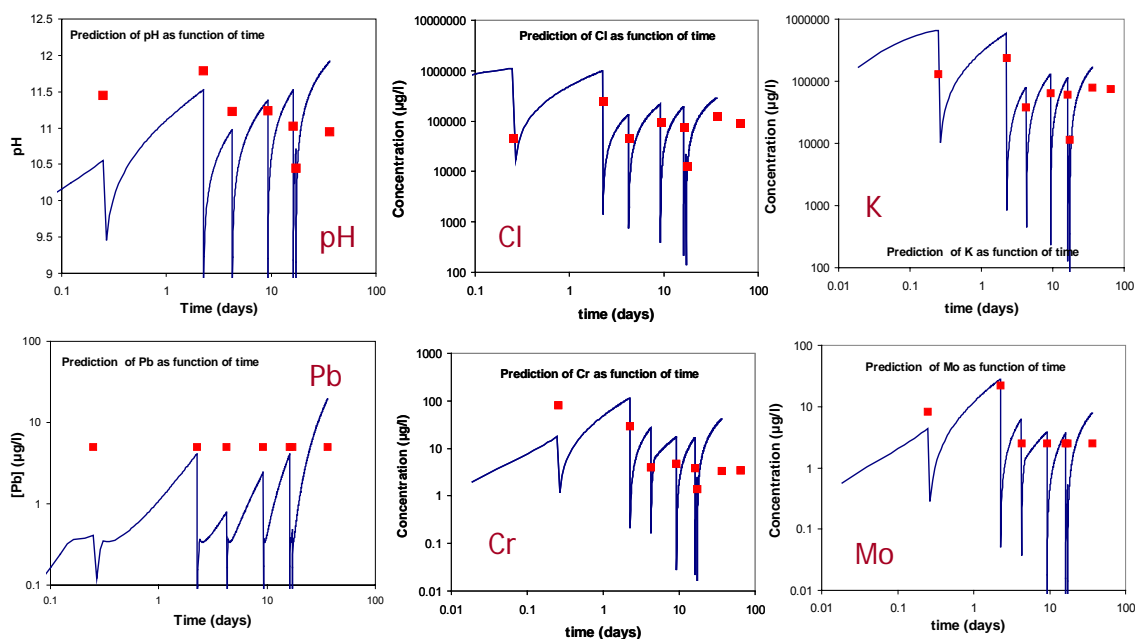 Prediction of pH as function of time
12.5
12
11.5
11
10.5
10
9.5
9
pH
pH
0.1
1
10
100
Time (days)
Prediction of Cl as function of time
10000000
1000000
100000
10000
1000
100
Concentration (µg/l)
Cl
0.1
1
10
100
time (days)
1000000
100000
10000
1000
100
Concentration (µg/l)
K
Prediction of K as function of time
0.01
0.1
1
10
100
time (days)
Prediction of Pb as function of time
100
10
1
0.1
[Pb] (µg/l)
Pb
0.1
1
10
100
Time (days)
Prediction of Cr as function of time
1000
100
10
1
0.1
0.01
Concentration (µg/l)
Cr
0.01
0.1
1
10
100
time (days)
Prediction of Mo as function of time
100
10
1
0.1
0.01
Concentration (µg/l)
Mo
0.01
0.1
1
10
100
time (days)